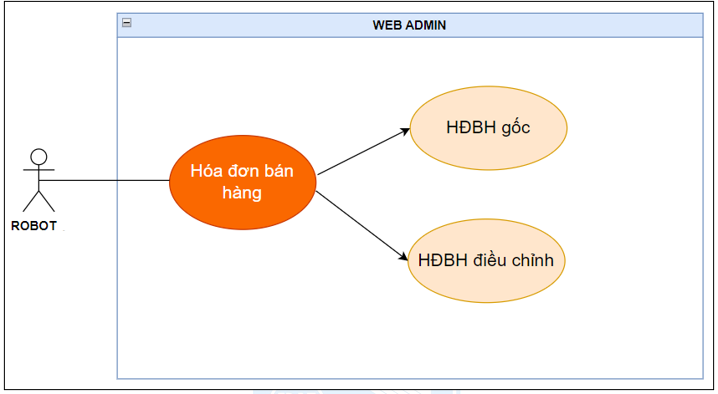 WEB ADMIN
HĐBH gốc
Hóa đơn bán
hàng
ROBOT
HĐBH điều chỉnh